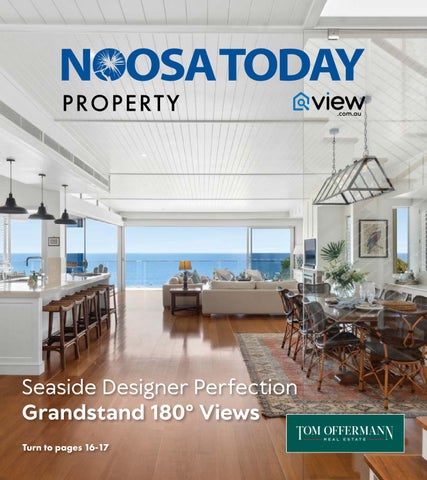 NOOSA TODAY
PROPERTY
view
.com.au
Seaside Designer Perfection
Grandstand 180° Views
Turn to pages 16-17
TOM OFFERMANN
REAL ESTATE